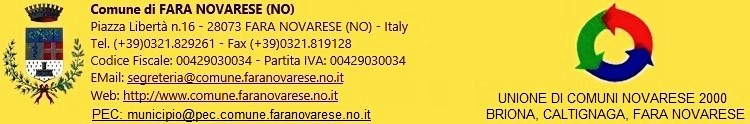 Comune di FARA NOVARESE (NO)
Piazza Libertà n.16 - 28073 FARA NOVARESE (NO) - Italy
Tel. (+39)0321.829261 - Fax (+39)0321.819128
Codice Fiscale: 00429030034 - Partita IVA: 00429030034
EMail: segreteria@comune.faranovarese.no.it
Web: http://www.comune.faranovarese.no.it
PEC: municipio@pec.comune.faranovarese.no.it
UNIONE DI COMUNI NOVARESE 2000
BRIONA, CALTIGNAGA, FARA NOVARESE